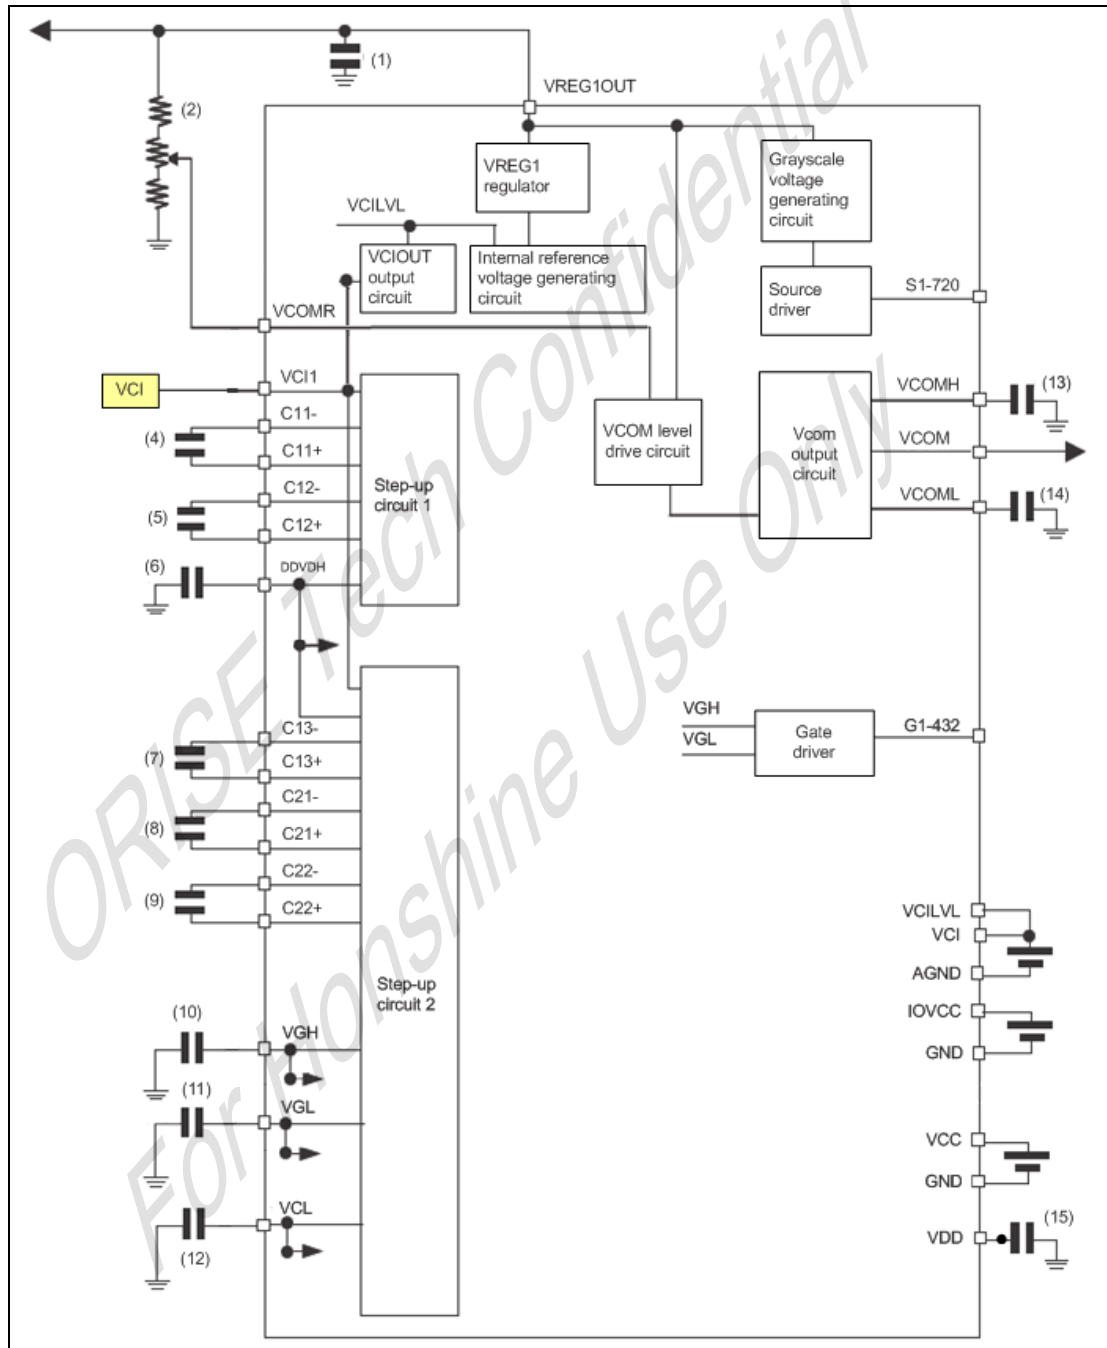 (1)
VREG1OUT
(2)
VREG1
regulator
Grayscale
voltage
generating
circuit
VCILVL
VCIOUT
output
circuit
Internal reference
voltage generating
circuit
Source
driver
S1-720
VCOMR
VCI
VCI1
C11-
(4)
C11+
C12-
(5)
C12+
Step-up
circuit 1
(6)
DDVDH
VCOM level
drive circuit
Vcom
output
circuit
VCOMH
(13)
VCOM
VCOML
(14)
C13-
(7)
C13+
C21-
(8)
C21+
C22-
(9)
C22+
VGH
VGL
Gate
driver
G1-432
Step-up
circuit 2
(10)
VGH
(11)
VGL
VCL
(12)
VCILVL
VCI
AGND
IOVCC
GND
VCC
GND
VDD
(15)
ORISE Tech Confidential
For Honshine Use Only